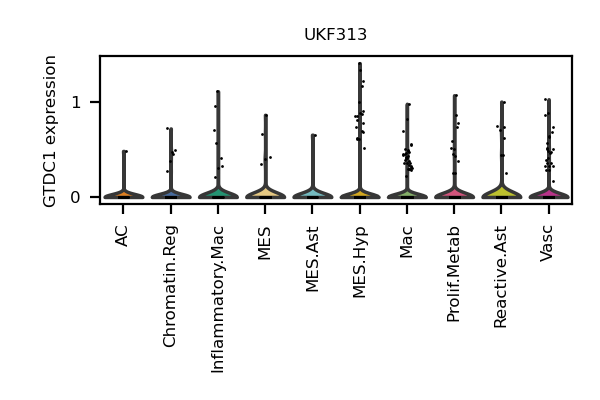 UKF313
GTDC1 expression
1
0
AC
Chromatin.Reg
Inflammatory.Mac
MES
MES.Ast
MES.Hyp
Mac
Prolif.Metab
Reactive.Ast
Vasc